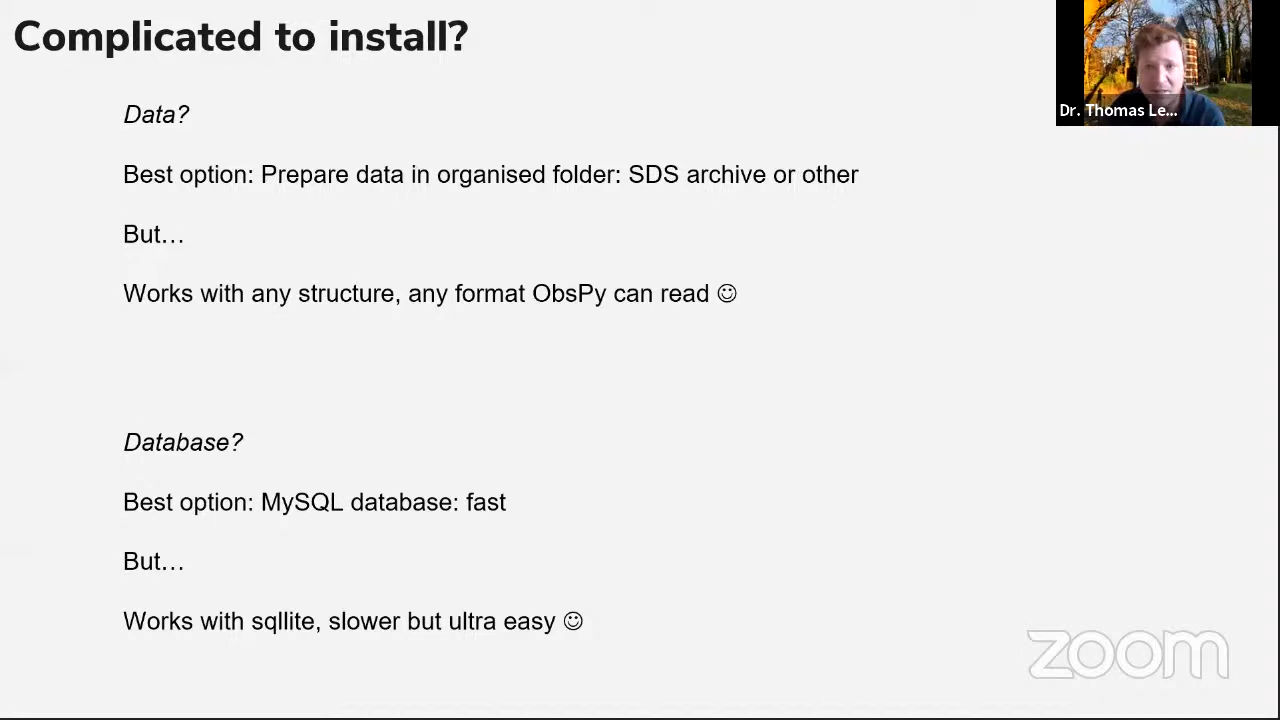 Complicated to install?
Dr. Thomas Le...
Data?
Best option: Prepare data in organised folder: SDS archive or other
But…
Works with any structure, any format ObsPy can read ☺
Database?
Best option: MySQL database: fast
But…
Works with sqllite, slower but ultra easy ☺
zoom